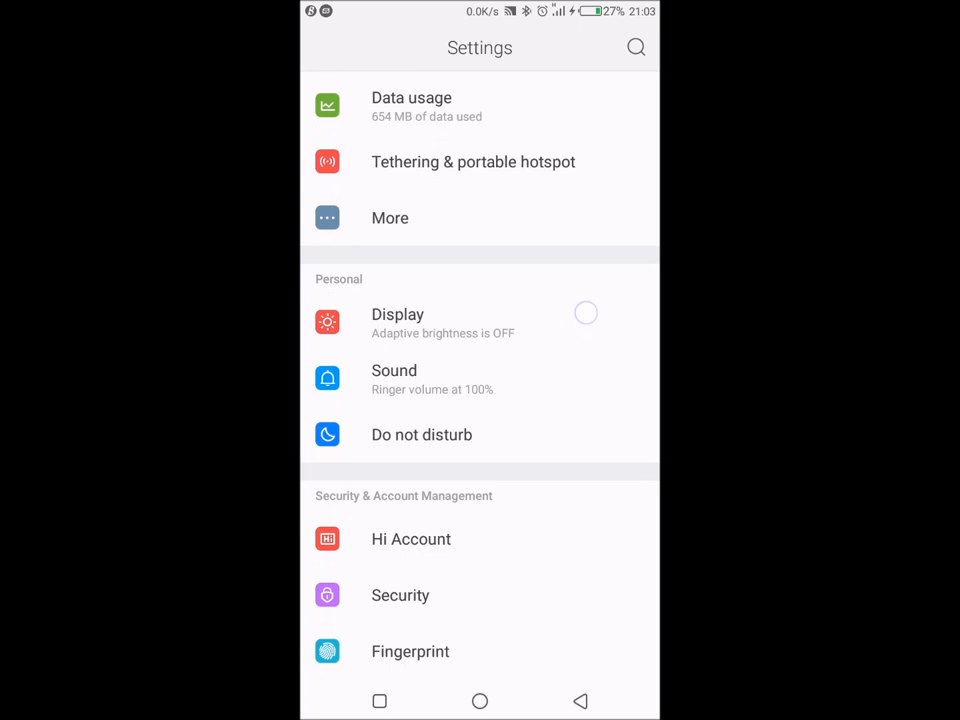 0.0K/s H 27% 21:03
Settings
Data usage
654 MB of data used
Tethering & portable hotspot
More
Personal
Display
Adaptive brightness is OFF
Sound
Ringer volume at 100%
Do not disturb
Security & Account Management
Hi Account
Security
Fingerprint